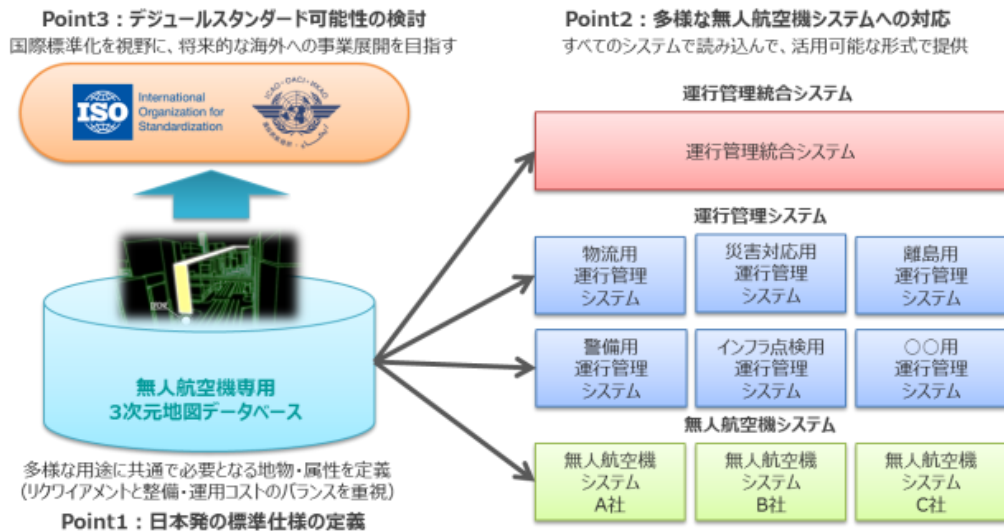 Point3：デジュールスタンダード可能性の検討
国際標準化を視野に、将来的な海外への事業展開を目指す
ISO
International
Organization for
Standardization
無人航空機専用
3次元地図データベース
多様な用途に共通で必要となる地物・属性を定義
(リクワイアメントと整備・運用コストのバランスを重視)
Point1：日本発の標準仕様の定義
Point2：多様な無人航空機システムへの対応
すべてのシステムで読み込んで、活用可能な形式で提供
運行管理統合システム
運行管理統合システム
運行管理システム
物流用
運行管理
システム
災害対応用
運行管理
システム
離島用
運行管理
システム
警備用
運行管理
システム
インフラ点検用
運行管理
システム
○○用
運行管理
システム
無人航空機システム
無人航空機
システム
A社
無人航空機
システム
B社
無人航空機
システム
C社